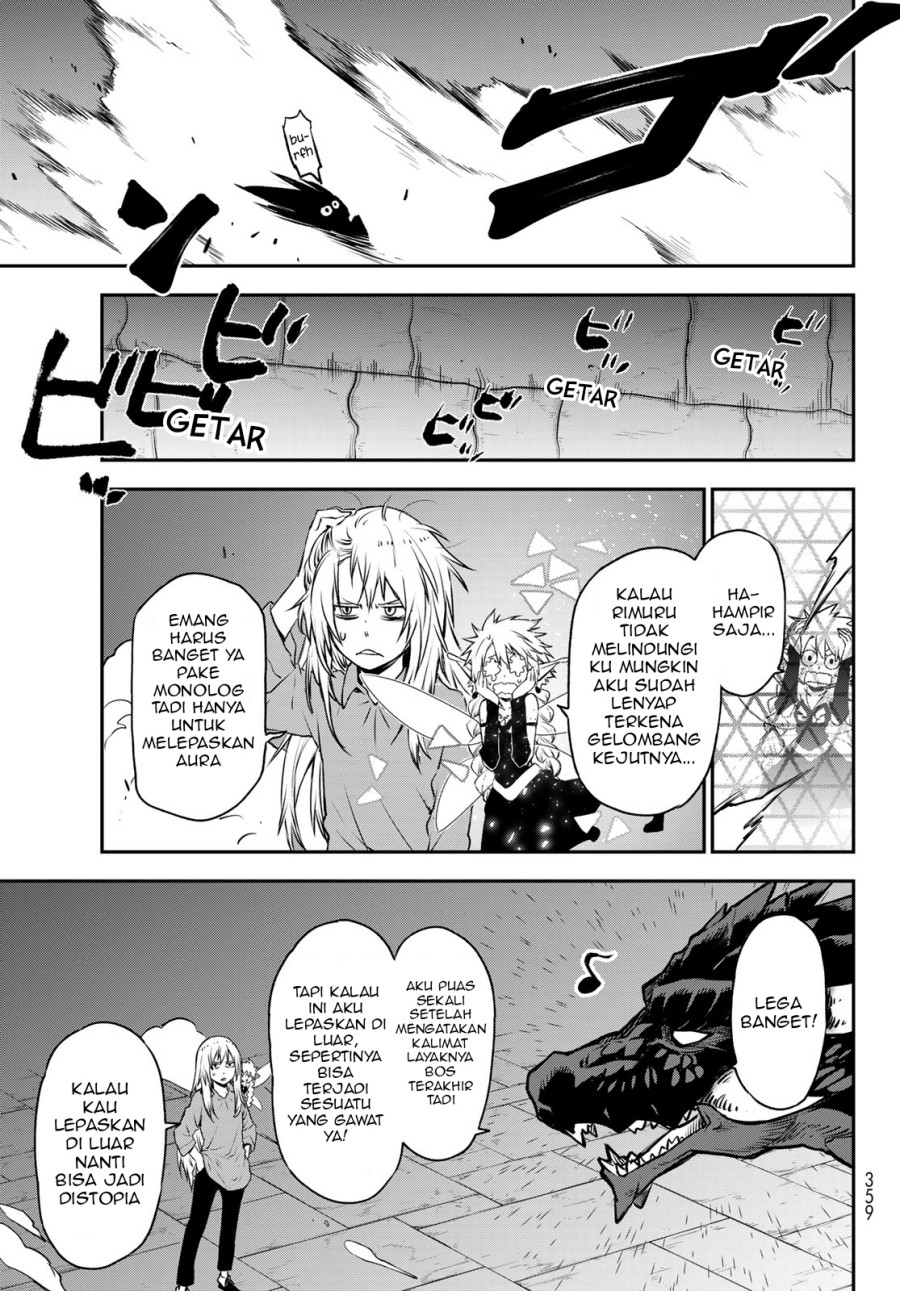 ゴ
bu-
rfh
ン
ビ
GETAR
ビ
GETAR
ビビ
ビ
GETAR
ビビ
HA-
HAMPIR
SAJA...
KALAU
RIMURU
TIDAK
MELINDUNGI
KU MUNGKIN
AKU SUDAH
LENYAP
TERKENA
GELOMBANG
KEJUTNYA...
EMANG
HARUS
BANGET YA
PAKE
MONOLOG
TADI HANYA
UNTUK
MELEPASKAN
AURA
LEGA
BANGET!
AKU PUAS
SEKALI
SETELAH
MENGATAKAN
KALIMAT
LAYAKNYA
BOS
TERAKHIR
TADI
TAPI KALAU
INI AKU
LEPASKAN DI
LUAR,
SEPERTINYA
BISA
TERJADI
SESUATU
YANG GAWAT
YA!
KALAU
KAU
LEPASKAN
DI LUAR
NANTI
BISA JADI
DISTOPIA
359